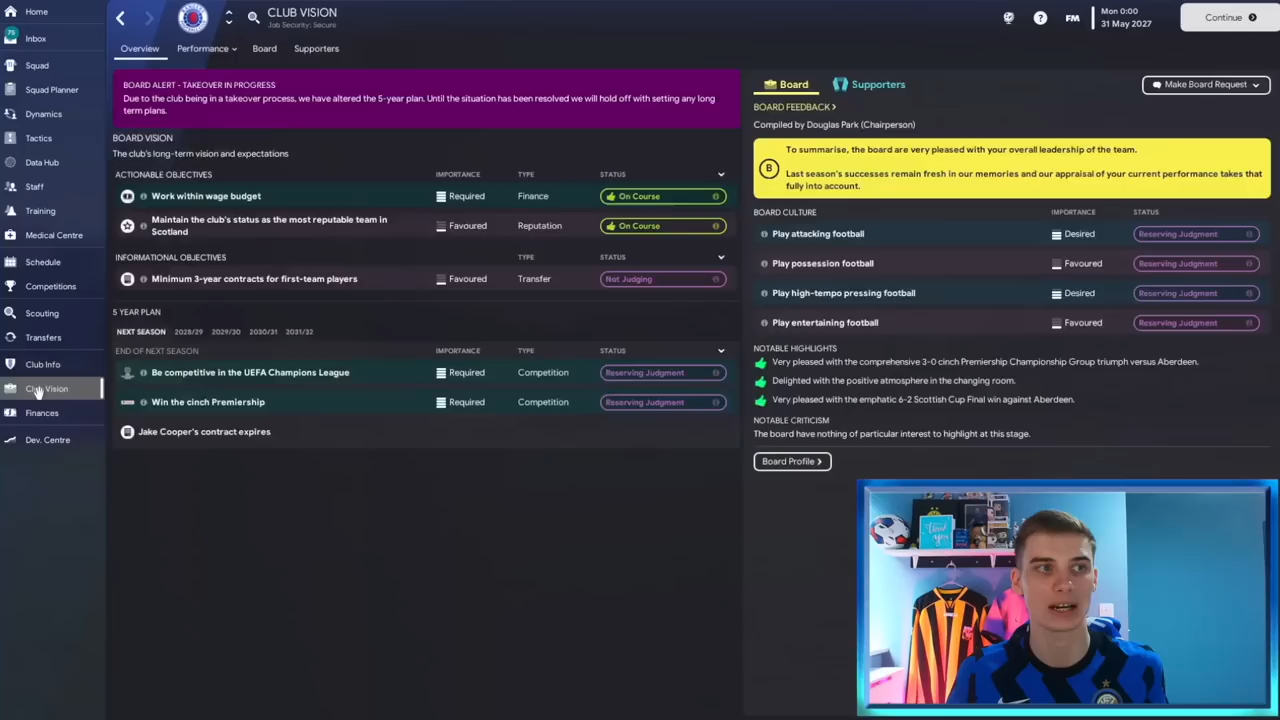 Home
75
Inbox
Squad
Squad Planner
Dynamics
Tactics
Data Hub
Staff
Training
Medical Centre
Schedule
Competitions
Scouting
Transfers
Club Info
Club Vision
Finances
Dev. Centre
CLUB VISION
Job Security: Secure
FM
Mon 0:00
31 May 2027
Continue
Overview
Performance
Board
Supporters
BOARD ALERT - TAKEOVER IN PROGRESS
Due to the club being in a takeover process, we have altered the 5-year plan. Until the situation has been resolved we will hold off with setting any long
term plans.
BOARD VISION
The club's long-term vision and expectations
ACTIONABLE OBJECTIVES IMPORTANCE TYPE STATUS
Work within wage budget Required Finance On Course
Maintain the club's status as the most reputable team in
Scotland Favoured Reputation On Course
INFORMATIONAL OBJECTIVES IMPORTANCE TYPE STATUS
Minimum 3-year contracts for first-team players Favoured Transfer Not Judging
5 YEAR PLAN
NEXT SEASON 2028/29 2029/30 2030/31 2031/32
END OF NEXT SEASON IMPORTANCE TYPE STATUS
Be competitive in the UEFA Champions League Required Competition Reserving Judgment
Win the cinch Premiership Required Competition Reserving Judgment
Jake Cooper's contract expires
Board
Supporters
Make Board Request
BOARD FEEDBACK
Compiled by Douglas Park (Chairperson)
B
To summarise, the board are very pleased with your overall leadership of the team.
Last season's successes remain fresh in our memories and our appraisal of your current performance takes that
fully into account.
BOARD CULTURE IMPORTANCE STATUS
Play attacking football Desired Reserving Judgment
Play possession football Favoured Reserving Judgment
Play high-tempo pressing football Desired Reserving Judgment
Play entertaining football Favoured Reserving Judgment
NOTABLE HIGHLIGHTS
Very pleased with the comprehensive 3-0 cinch Premiership Championship Group triumph versus Aberdeen.
Delighted with the positive atmosphere in the changing room.
Very pleased with the emphatic 6-2 Scottish Cup Final win against Aberdeen.
NOTABLE CRITICISM
The board have nothing of particular interest to highlight at this stage.
Board Profile
thank
you